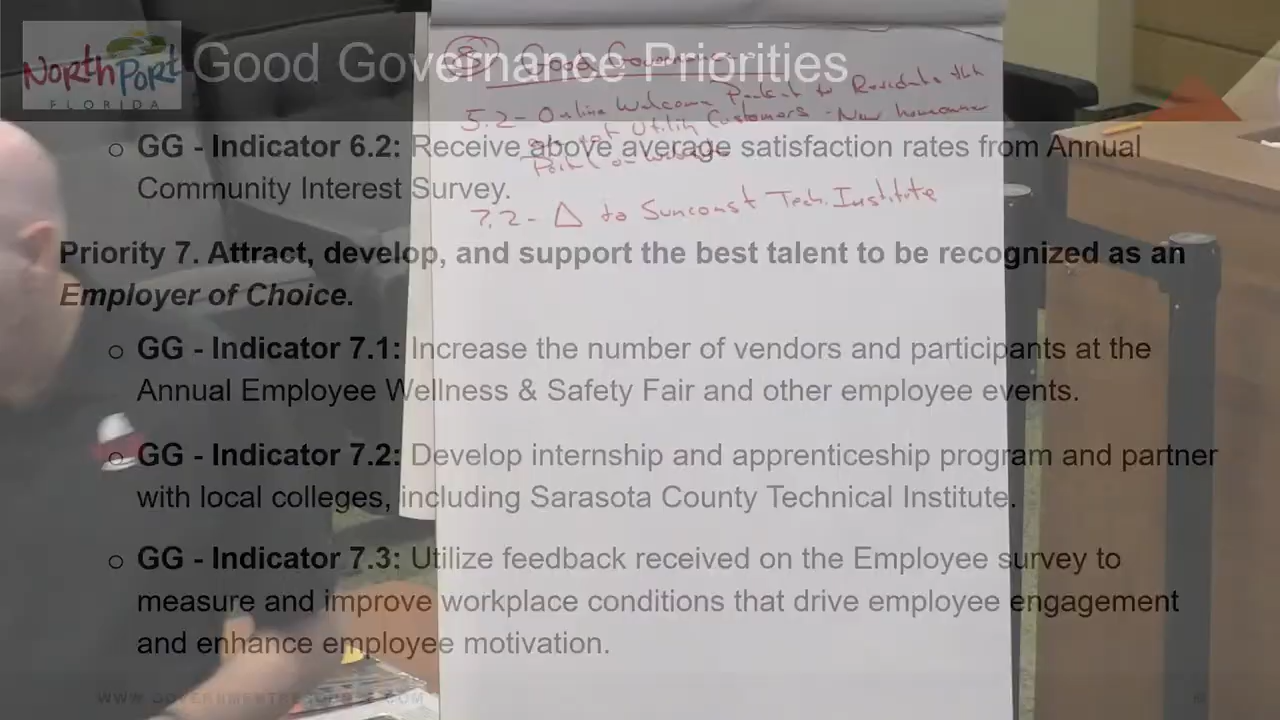 North Port
FLORIDA
Good Governance Priorities
GG - Indicator 6.2: Receive above average satisfaction rates from Annual
Community Interest Survey.
Priority 7. Attract, develop, and support the best talent to be recognized as an
Employer of Choice.
GG - Indicator 7.1: Increase the number of vendors and participants at the
Annual Employee Wellness & Safety Fair and other employee events.
GG - Indicator 7.2: Develop internship and apprenticeship program and partner
with local colleges, including Sarasota County Technical Institute.
GG - Indicator 7.3: Utilize feedback received on the Employee survey to
measure and improve workplace conditions that drive employee engagement
and enhance employee motivation.
Good
5.2 - Online Welcome Packet to Residents
Utility Customers - New homeowner
7.2 - Δ to Suncoast Tech. Institute